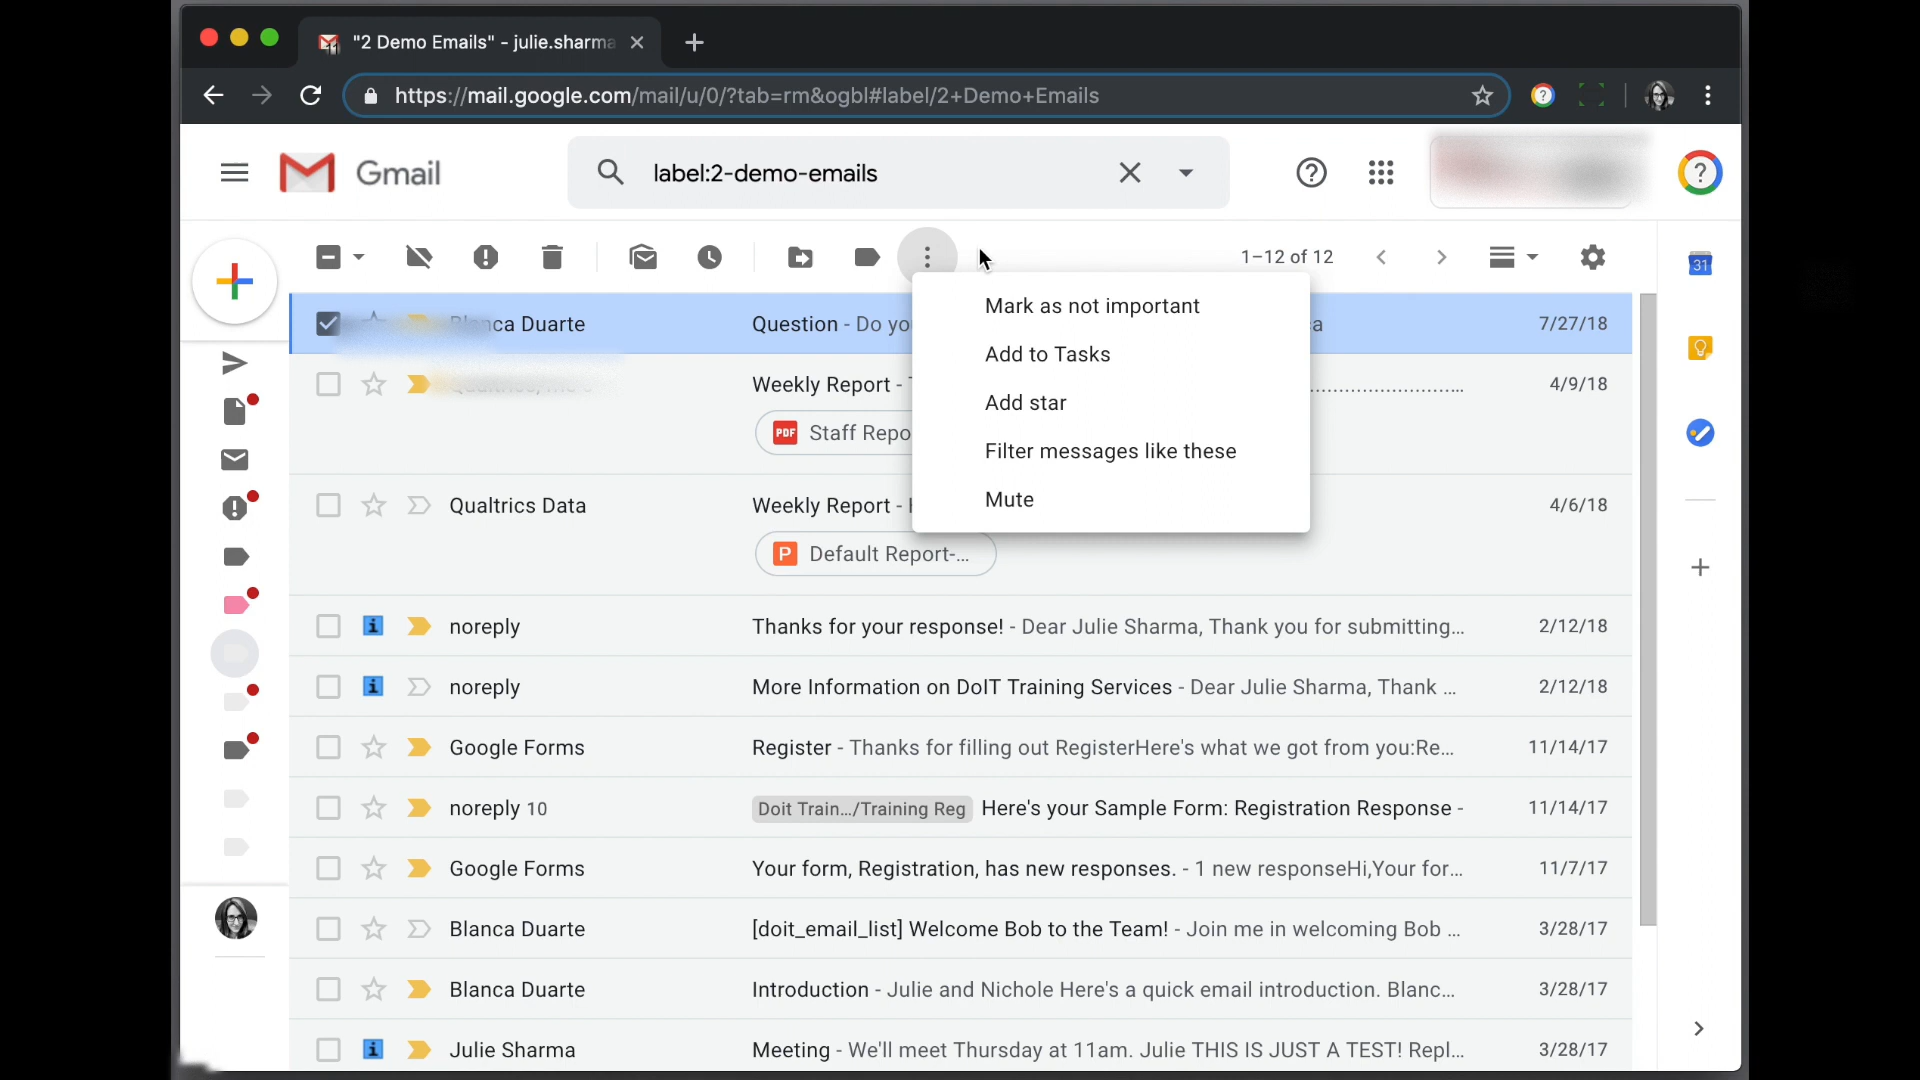 "2 Demo Emails" - julie.sharma
https://mail.google.com/mail/u/0/?tab=rm&ogbl#label/2+Demo+Emails
Gmail
label:2-demo-emails
1–12 of 12
31
Mark as not important
Add to Tasks
Add star
Filter messages like these
Mute
Blanca Duarte Question - Do you a 7/27/18
Weekly Report - 4/9/18
PDF Staff Repo
Qualtrics Data Weekly Report - 4/6/18
P Default Report-...
noreply Thanks for your response! - Dear Julie Sharma, Thank you for submitting... 2/12/18
noreply More Information on DoIT Training Services - Dear Julie Sharma, Thank ... 2/12/18
Google Forms Register - Thanks for filling out RegisterHere's what we got from you:Re... 11/14/17
noreply 10 Doit Train.../Training Reg Here's your Sample Form: Registration Response - 11/14/17
Google Forms Your form, Registration, has new responses. - 1 new responseHi,Your for... 11/7/17
Blanca Duarte [doit_email_list] Welcome Bob to the Team! - Join me in welcoming Bob ... 3/28/17
Blanca Duarte Introduction - Julie and Nichole Here's a quick email introduction. Blanc... 3/28/17
Julie Sharma Meeting - We'll meet Thursday at 11am. Julie THIS IS JUST A TEST! Repl... 3/28/17